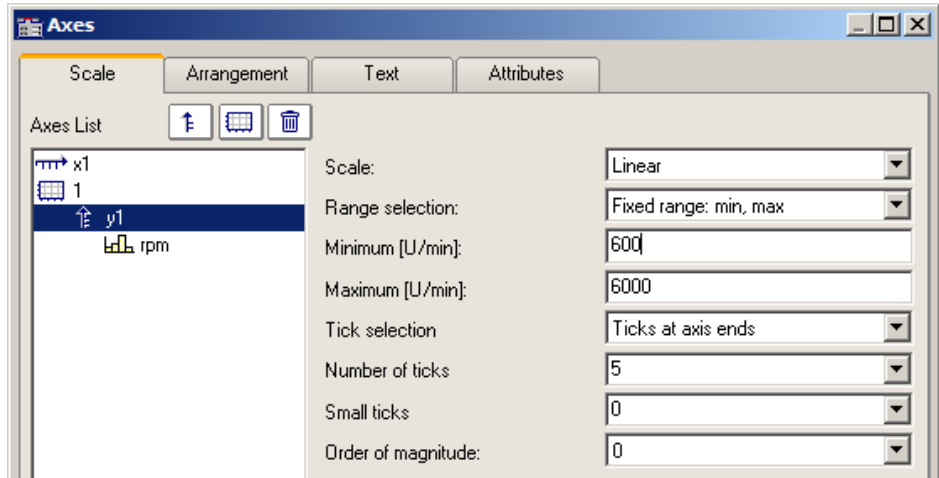 Axes
Scale Arrangement Text Attributes
Axes List
x1
1
y1
rpm
Scale: Linear
Range selection: Fixed range: min, max
Minimum [U/min]: 600
Maximum [U/min]: 6000
Tick selection Ticks at axis ends
Number of ticks 5
Small ticks 0
Order of magnitude: 0